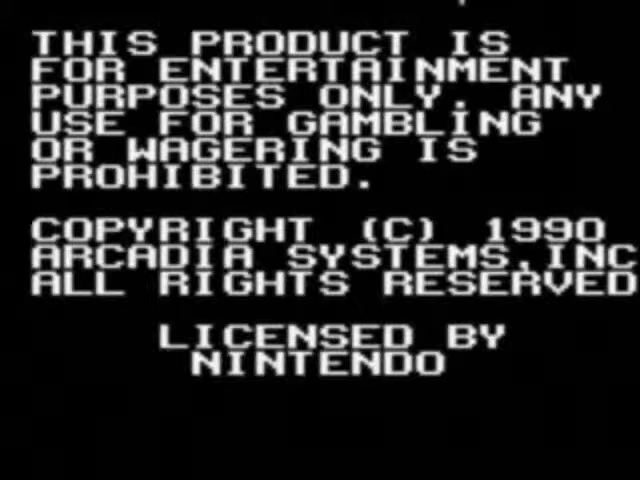 THIS PRODUCT IS
FOR ENTERTAINMENT
PURPOSES ONLY. ANY
USE FOR GAMBLING
OR WAGERING IS
PROHIBITED.
COPYRIGHT (C) 1990
ARCADIA SYSTEMS,INC
ALL RIGHTS RESERVED
LICENSED BY
NINTENDO